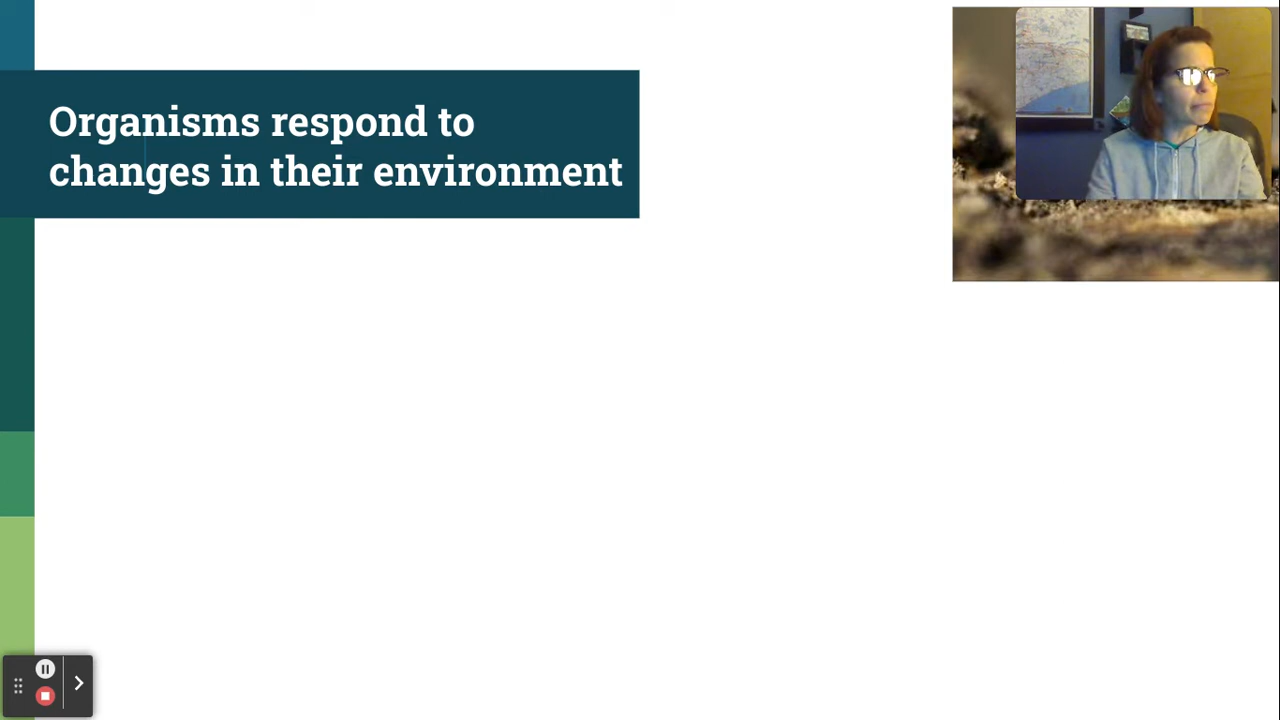 Organisms respond to
changes in their environment